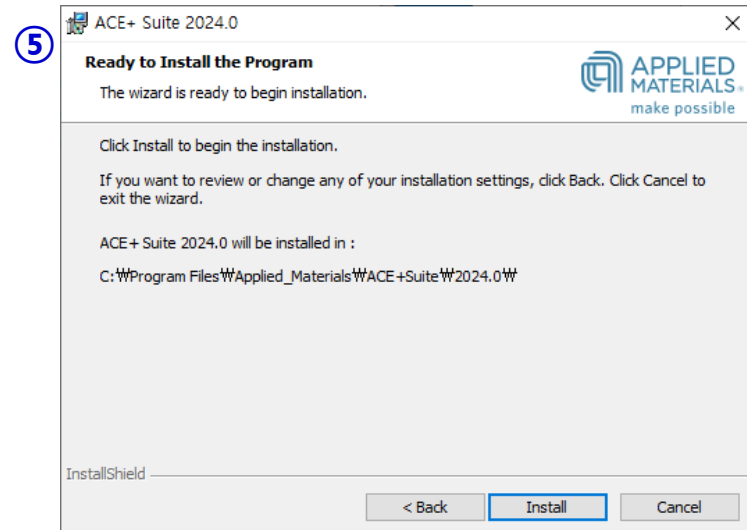 ⑤
ACE+ Suite 2024.0
Ready to Install the Program
The wizard is ready to begin installation.
APPLIED
MATERIALS®
make possible
Click Install to begin the installation.
If you want to review or change any of your installation settings, click Back. Click Cancel to
exit the wizard.
ACE+ Suite 2024.0 will be installed in :
C:₩Program Files₩Applied_Materials₩ACE+Suite₩2024.0₩
InstallShield
< Back
Install
Cancel